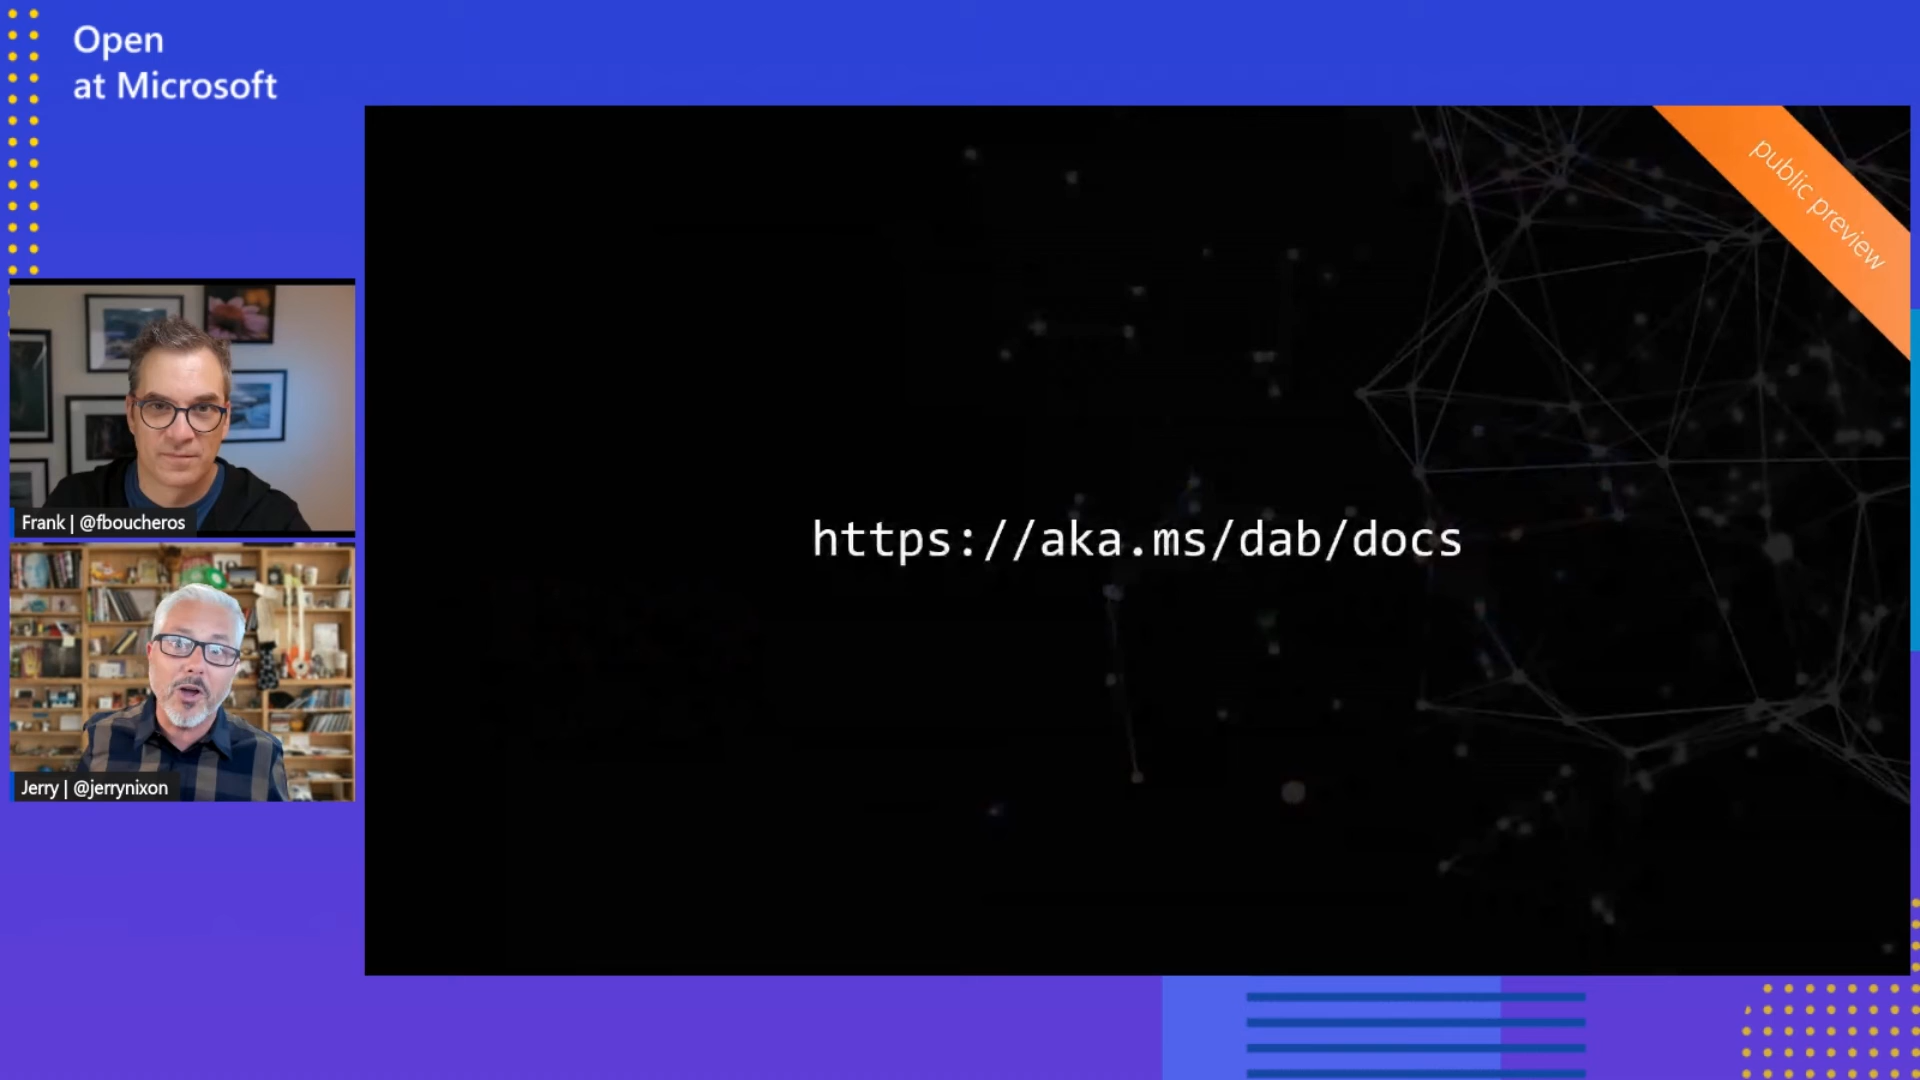 Open
at Microsoft
public preview
Frank | @fboucheros
https://aka.ms/dab/docs
Jerry | @jerrynixon